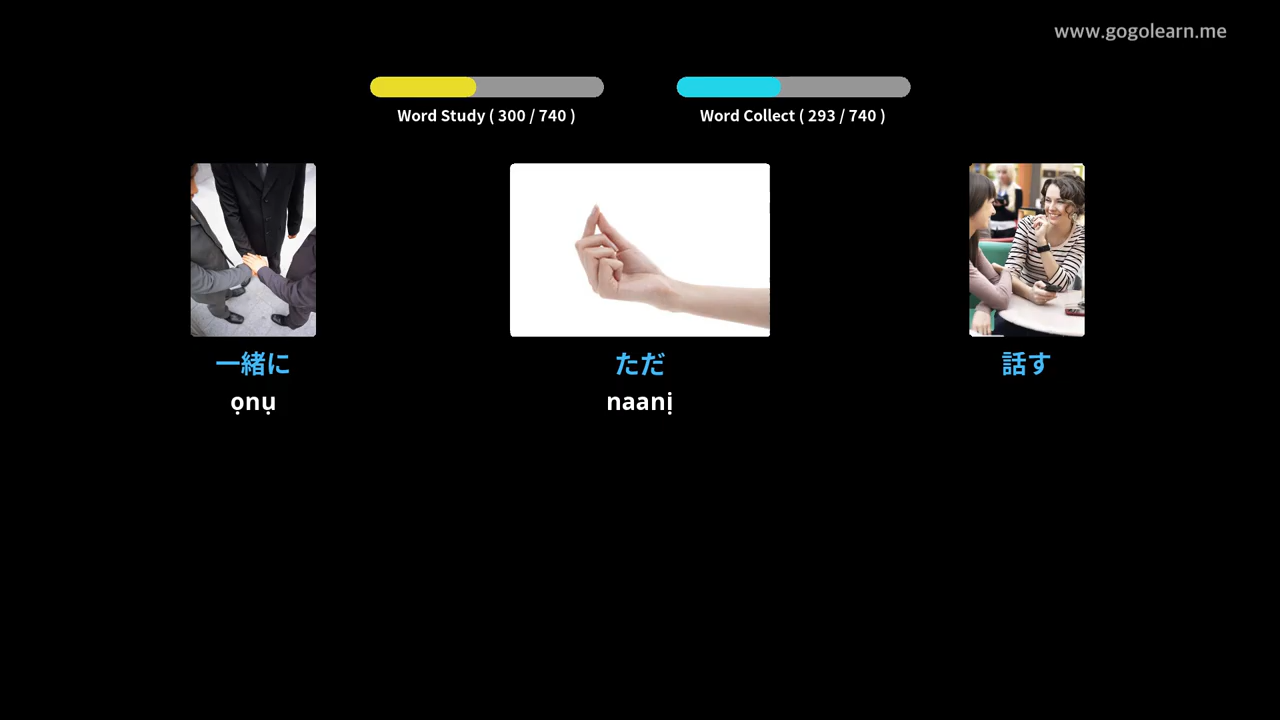 www.gogolearn.me
Word Study ( 300 / 740 )
Word Collect ( 293 / 740 )
一緒に
ọnụ
ただ
naanị
話す